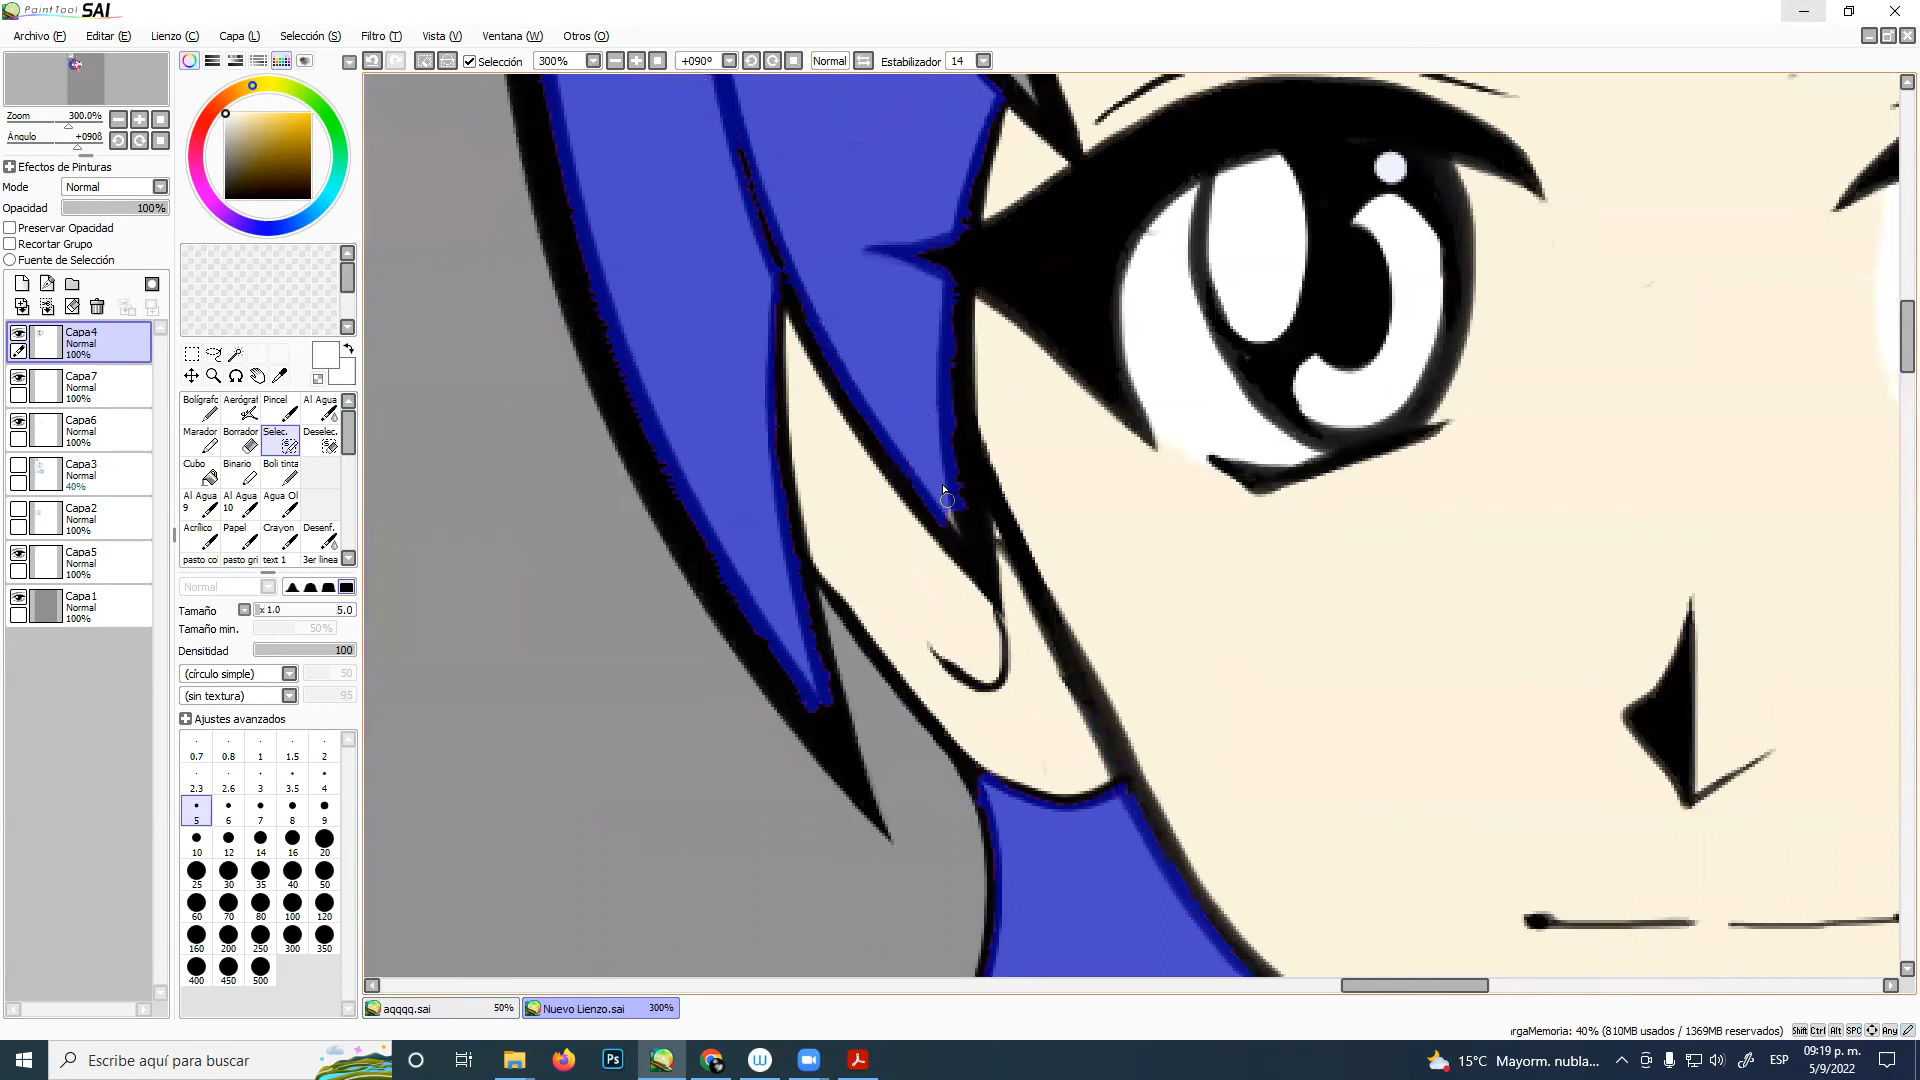 PaintTool SAI
Archivo (F) Editar (E) Lienzo (C) Capa (L) Selección (S) Filtro (T) Vista (V) Ventana (W) Otros (O)
Selección 300% +090º Normal Estabilizador 14
Zoom 300.0%
Ángulo +090ß
Efectos de Pinturas
Mode Normal
Opacidad 100%
Preservar Opacidad
Recortar Grupo
Fuente de Selección
Capa4
Normal
100%
Capa7
Normal
100%
Capa6
Normal
100%
Capa3
Normal
40%
Capa2
Normal
100%
Capa5
Normal
100%
Capa1
Normal
100%
Bolígrafc Aerógraf Pincel Al Agua
Marador Borrador Selec. Deselec.
Cubo Binario Boli tinta
Al Agua Al Agua Agua Ol
9 10
Acrílico Papel Crayon Desenf.
pasto co pasto gri text 1 3er linea
Normal
Tamaño x 1.0 5.0
Tamaño min. 50%
Densitidad 100
(círculo simple) 50
(sin textura) 95
Ajustes avanzados
0.7 0.8 1 1.5 2
2.3 2.6 3 3.5 4
5 6 7 8 9
10 12 14 16 20
25 30 35 40 50
60 70 80 100 120
160 200 250 300 350
400 450 500
aqqqq.sai 50% Nuevo Lienzo.sai 300%
argaMemoria: 40% (810MB usados / 1369MB reservados) Shift Ctrl Alt SPC Any
Escribe aquí para buscar
Ps
15°C Mayorm. nubla...
ESP
09:19 p. m.
5/9/2022